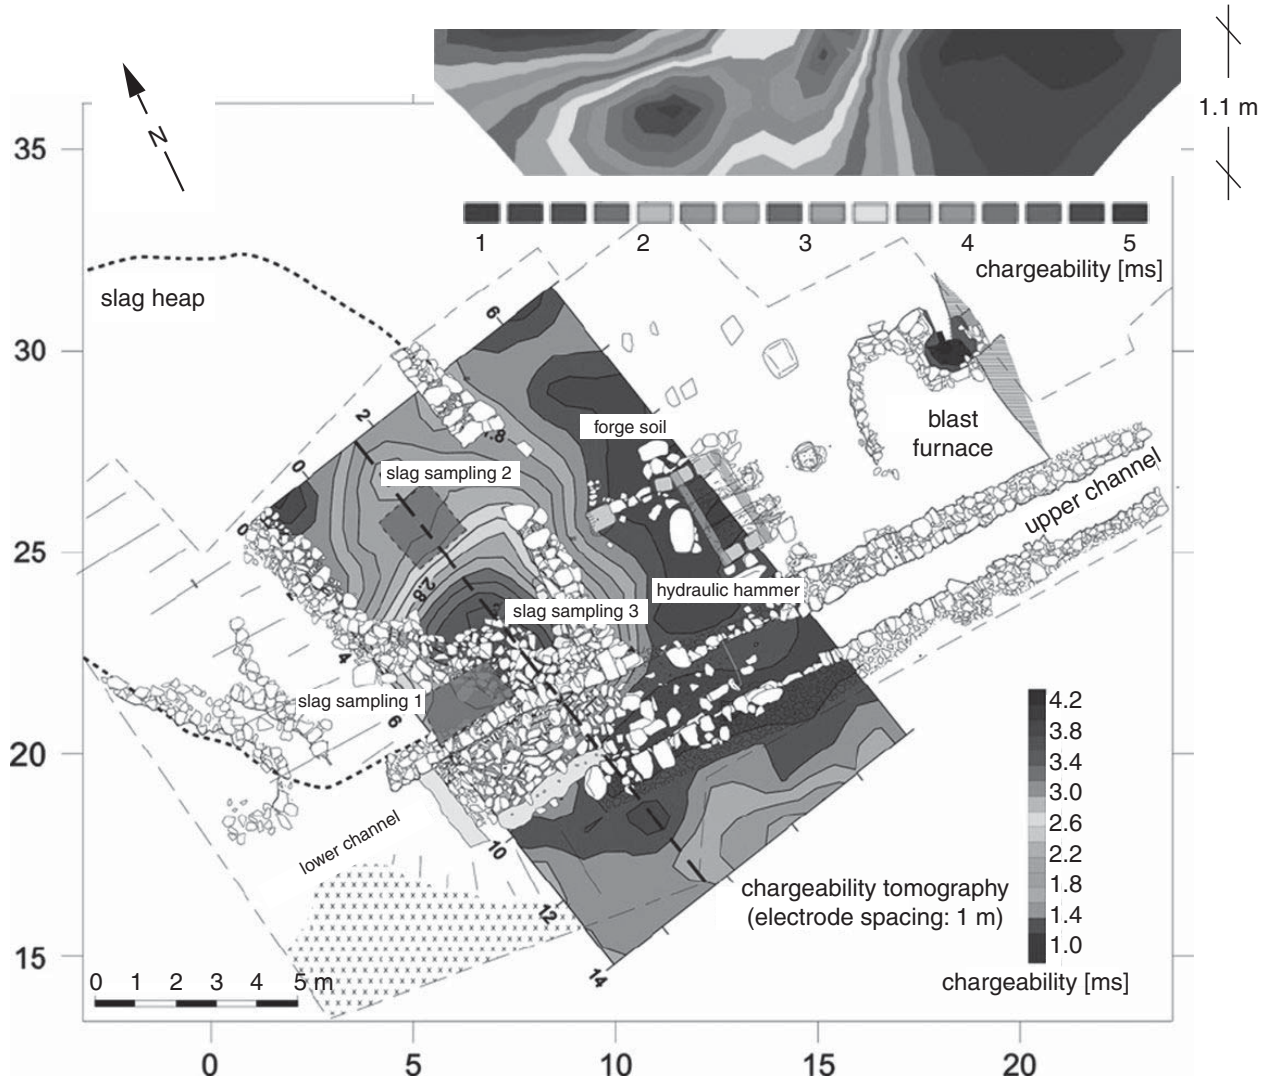 N
1.1 m
35
1 2 3 4 5
chargeability [ms]
slag heap
6
30
2
forge soil
blast
furnace
.8
slag sampling 2
0
upper channel
0
25
2.8
hydraulic hammer
slag sampling 3
4
slag sampling 1
6
4.2
3.8
20
3.4
3.0
2.6
lower channel
10
2.2
chargeability tomography
1.8
(electrode spacing: 1 m)
12
1.4
15
1.0
0 1 2 3 4 5 m
14
chargeability [ms]
0 5 10 15 20